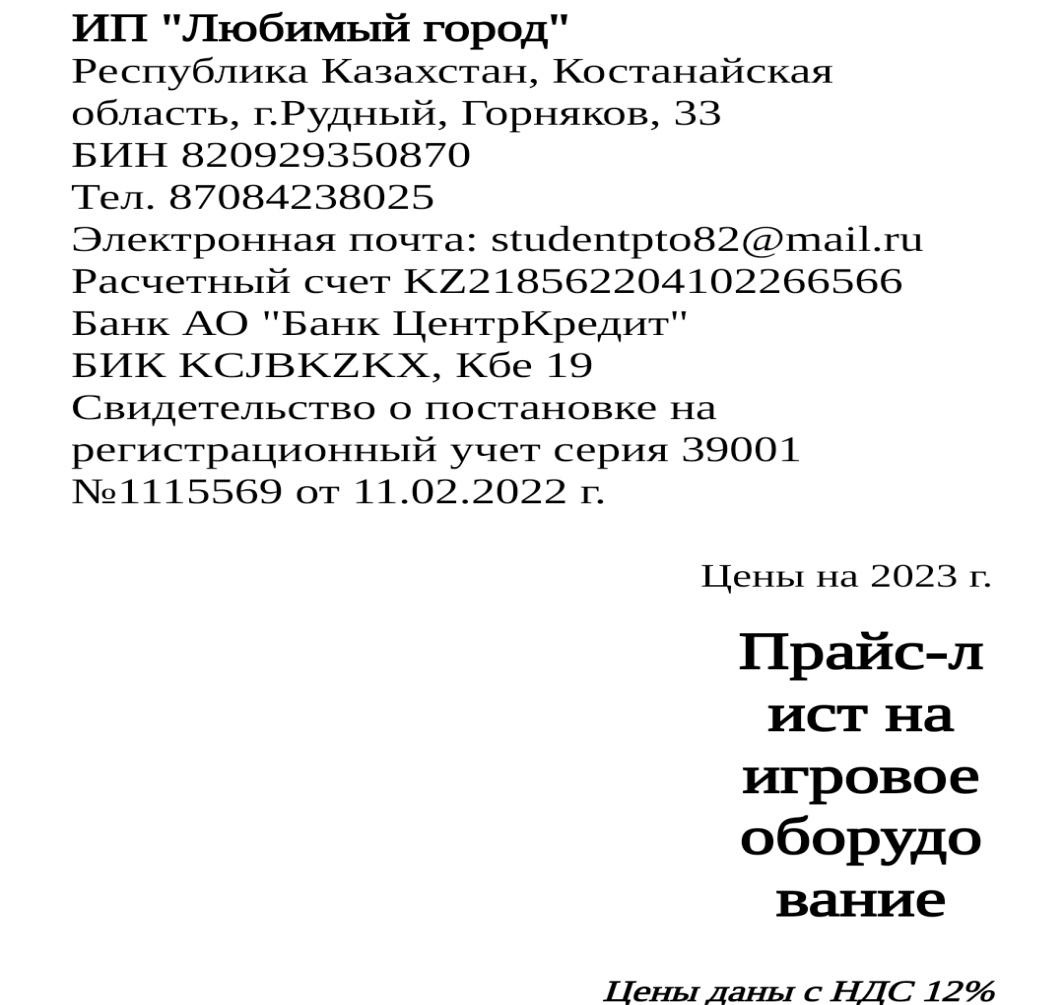 ИП "Любимый город"
Республика Казахстан, Костанайская
область, г.Рудный, Горняков, 33
БИН 820929350870
Тел. 87084238025
Электронная почта: studentpto82@mail.ru
Расчетный счет KZ218562204102266566
Банк АО "Банк ЦентрКредит"
БИК KCJBKZKX, Кбе 19
Свидетельство о постановке на
регистрационный учет серия 39001
№1115569 от 11.02.2022 г.
Цены на 2023 г.
Прайс-л
ист на
игровое
оборудо
вание
Цены даны с НДС 12%